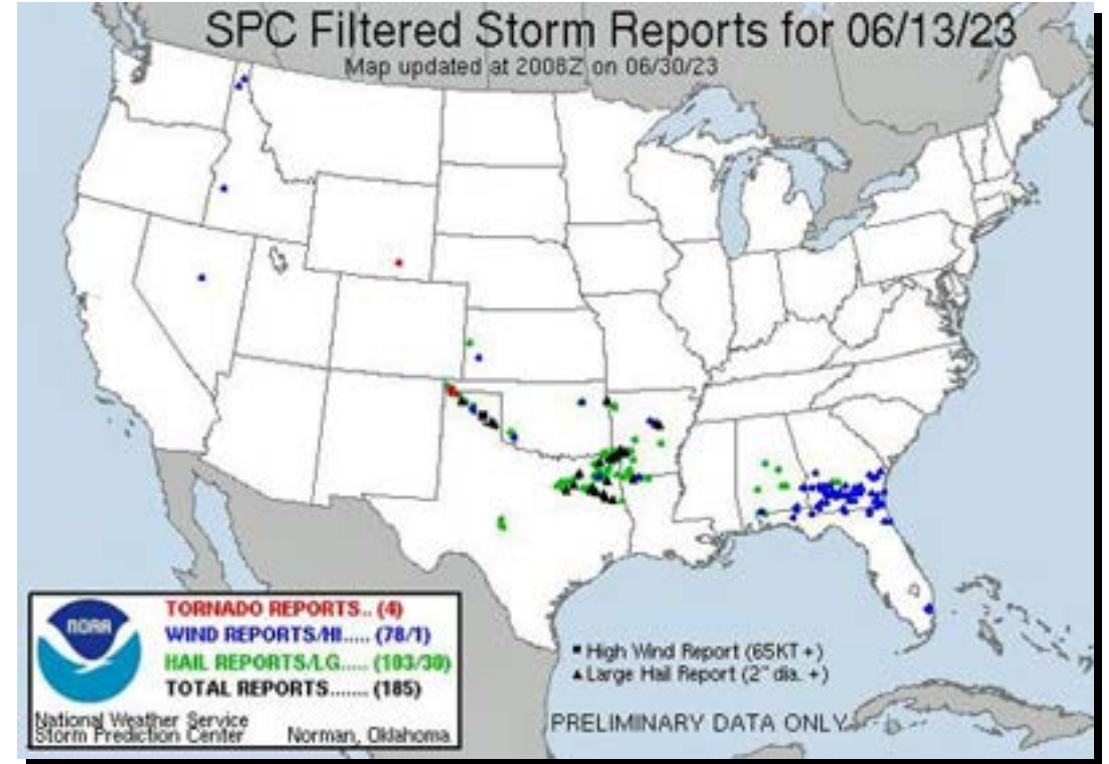 SPC Filtered Storm Reports for 06/13/23
Map updated at 2008Z on 06/30/23
NOAA
TORNADO REPORTS.. (4)
WIND REPORTS/HI..... (78/1)
HAIL REPORTS/LG..... (103/30)
TOTAL REPORTS....... (185)
National Weather Service
Storm Prediction Center Norman, Oklahoma
High Wind Report (65KT +)
Large Hail Report (2" dia. +)
PRELIMINARY DATA ONLY